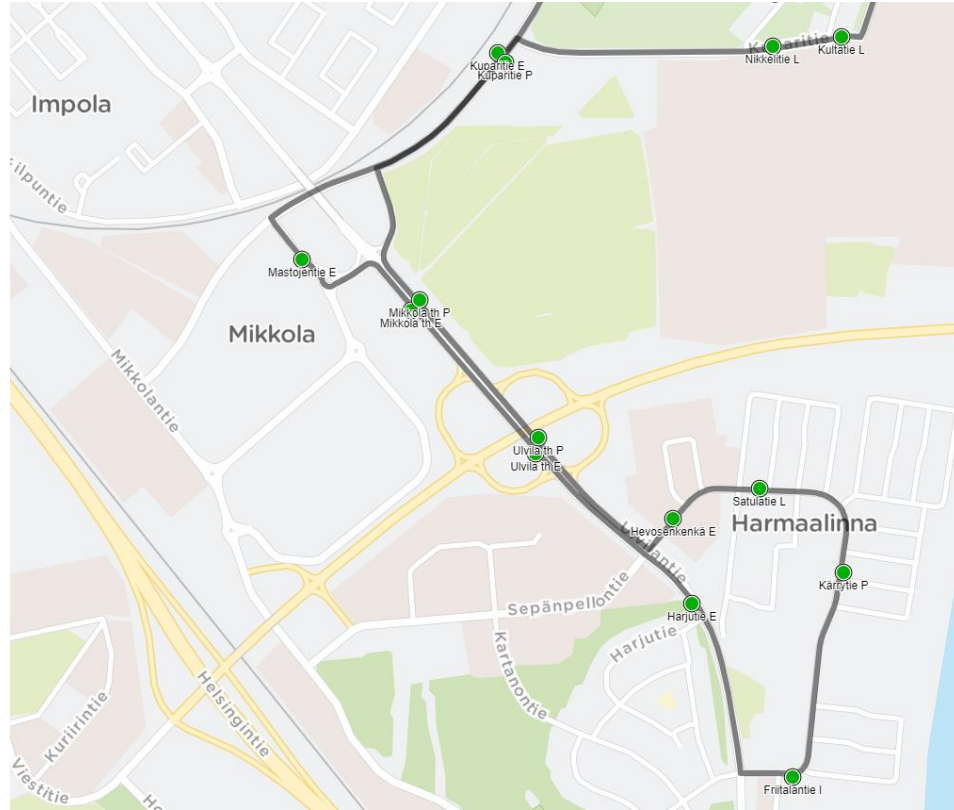 Kultatie L
Nikkelitie L
Kuparitie E
Kuparitie P
Impola
Filpuntie
Mastojentie E
Mikkola th P
Mikkola th E
Mikkola
Mikkolantie
Ulvila th P
Ulvila th E
Satulatie L
Hevosenkenkä E
Harmaalinna
Ulvilantie
Kärrytie P
Sepänpellontie
Harjutie E
Harjutie
Kartanontie
Helsingintie
Kuriirintie
Viestitie
Friitalantie I